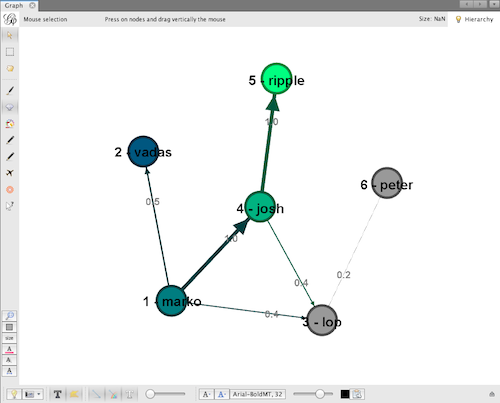 Graph
Mouse selection
Press on nodes and drag vertically the mouse
Size: NaN
Hierarchy
5 - ripple
1.0
2 - vadas
6 - peter
0.5
4 - josh
1.0
0.4
0.2
1 - marko
0.4
3 - lop
T
A-
A+
Arial-BoldMT, 32
A
A
A